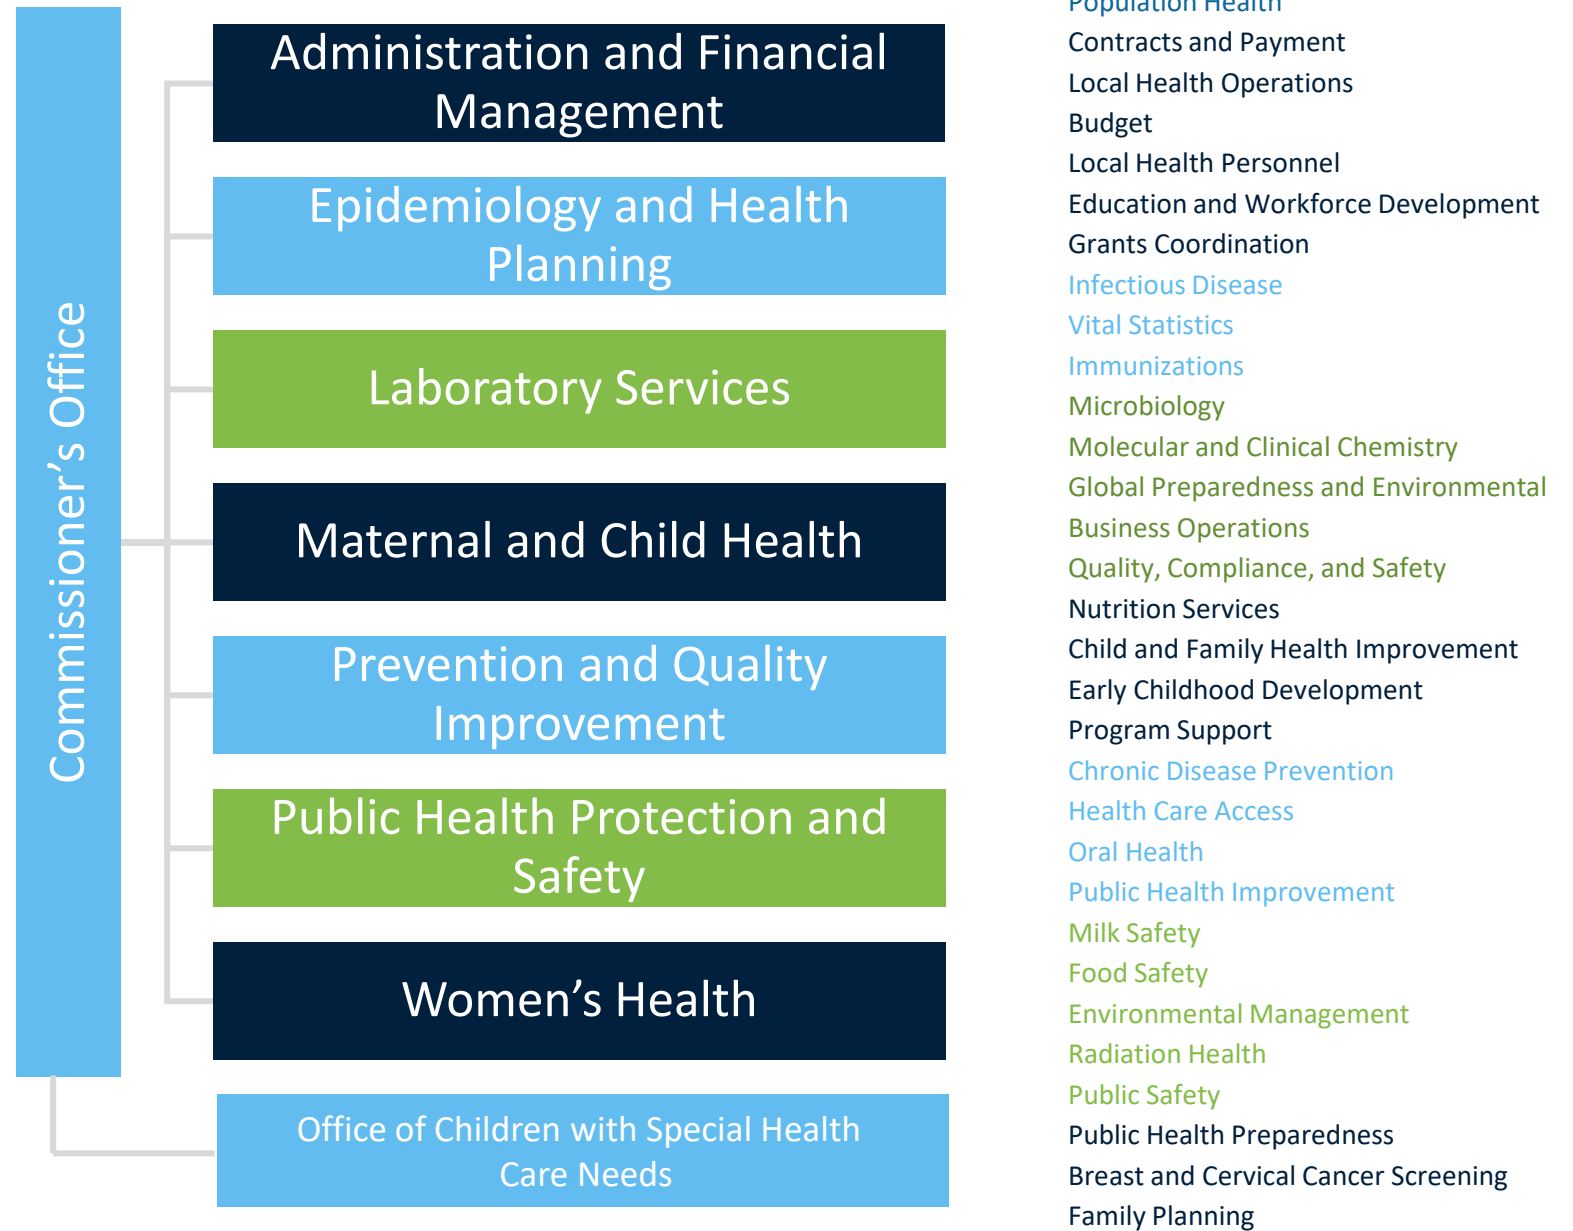 Commissioner's Office
Administration and Financial
Management
Epidemiology and Health
Planning
Laboratory Services
Maternal and Child Health
Prevention and Quality
Improvement
Public Health Protection and
Safety
Women's Health
Office of Children with Special Health
Care Needs
Population Health
Contracts and Payment
Local Health Operations
Budget
Local Health Personnel
Education and Workforce Development
Grants Coordination
Infectious Disease
Vital Statistics
Immunizations
Microbiology
Molecular and Clinical Chemistry
Global Preparedness and Environmental
Business Operations
Quality, Compliance, and Safety
Nutrition Services
Child and Family Health Improvement
Early Childhood Development
Program Support
Chronic Disease Prevention
Health Care Access
Oral Health
Public Health Improvement
Milk Safety
Food Safety
Environmental Management
Radiation Health
Public Safety
Public Health Preparedness
Breast and Cervical Cancer Screening
Family Planning